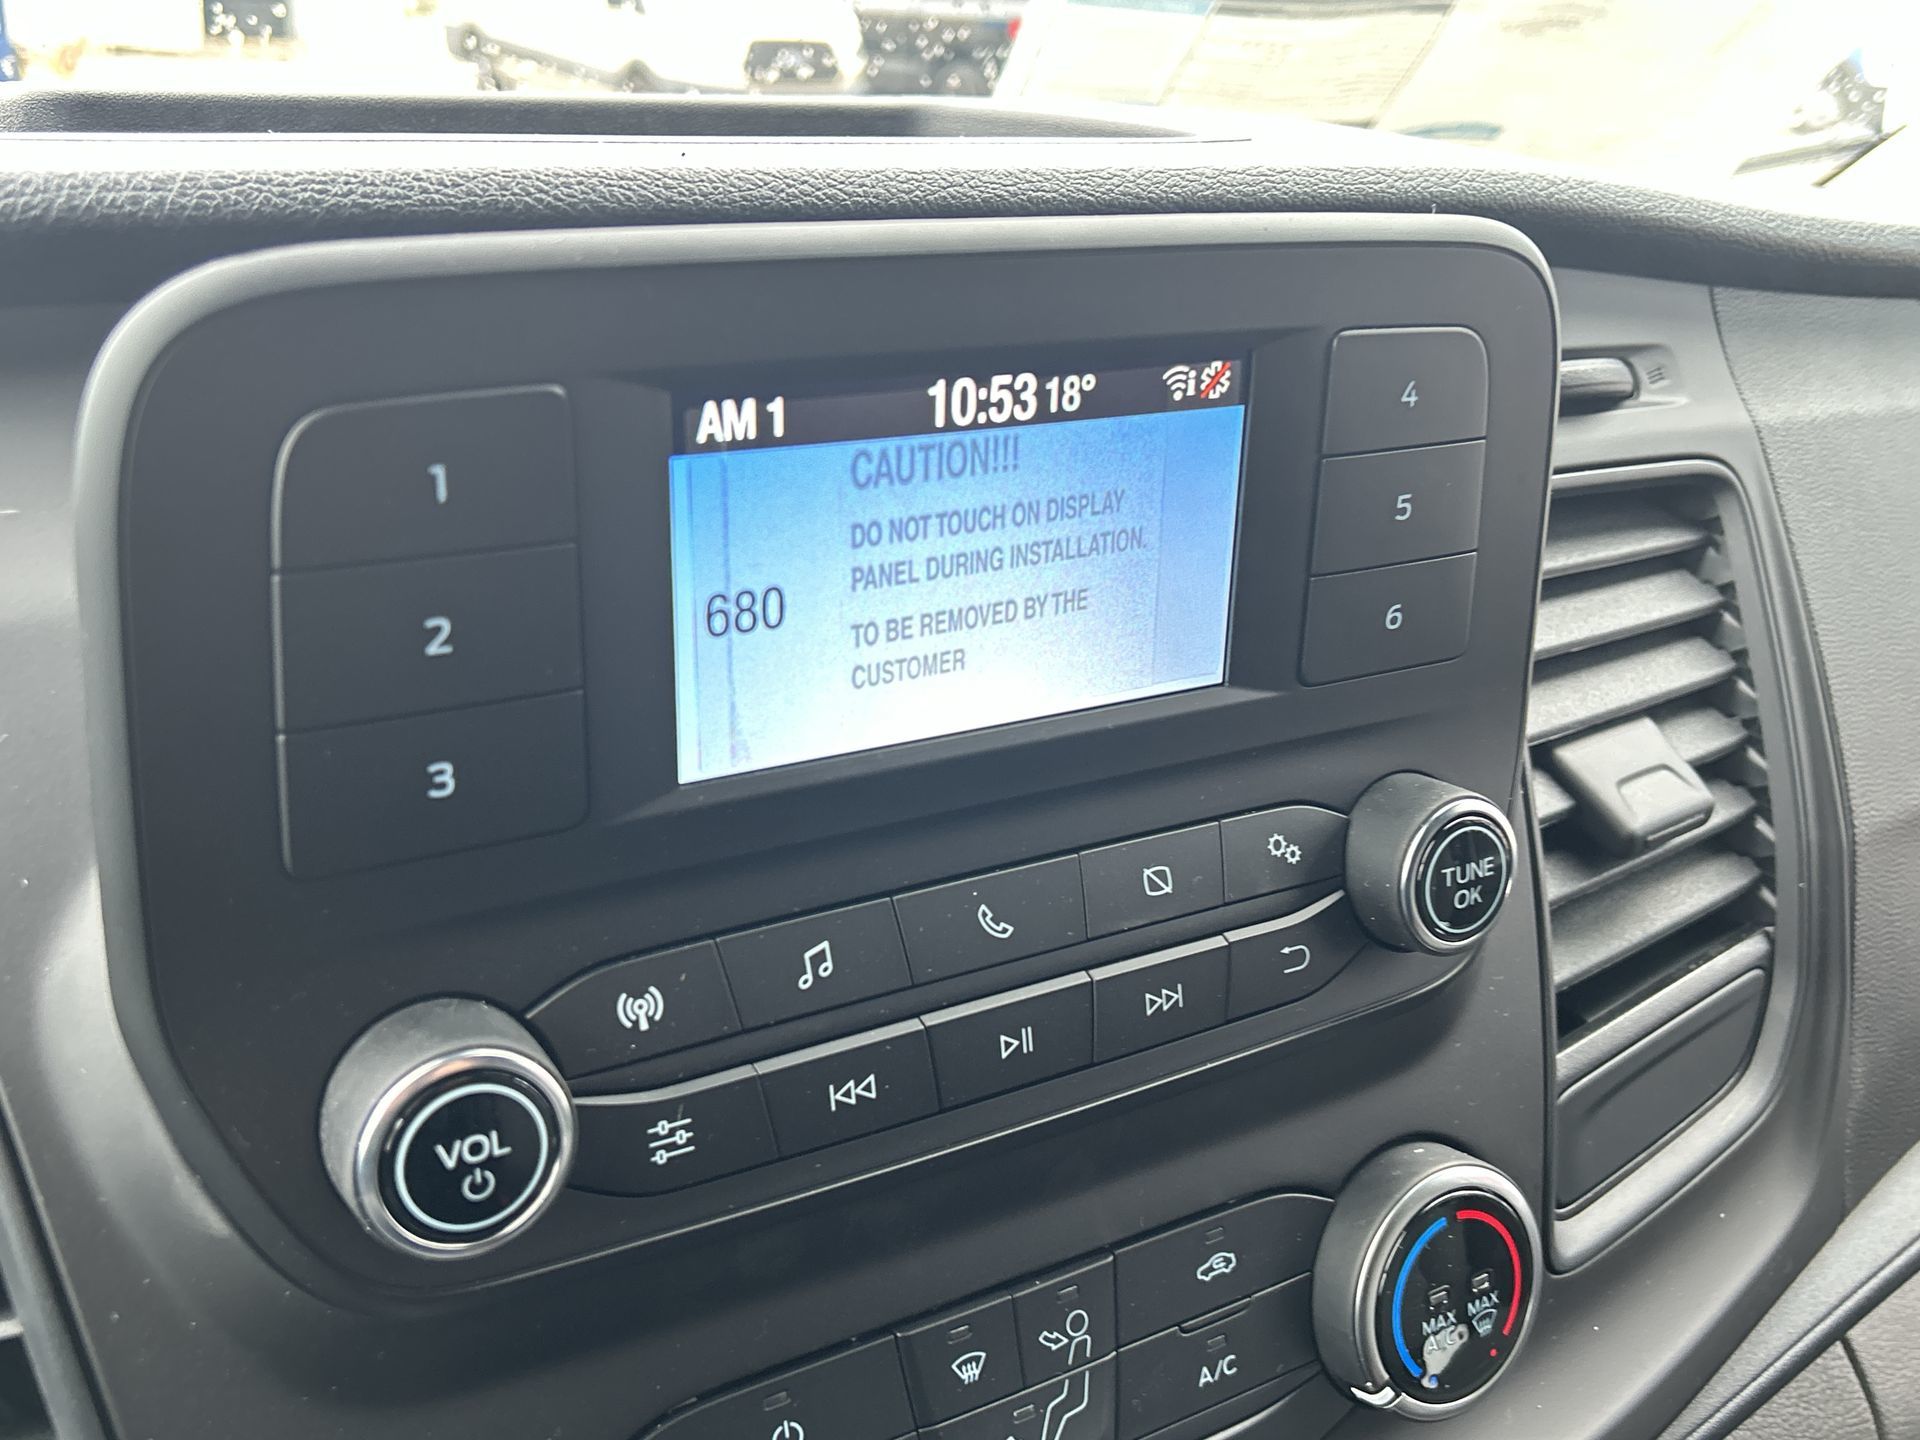 AM 1 10:53 18°
CAUTION!!!
DO NOT TOUCH ON DISPLAY
PANEL DURING INSTALLATION.
680
TO BE REMOVED BY THE
CUSTOMER
1
2
3
4
5
6
TUNE
OK
VOL
MAX
A/C
MAX
A/C